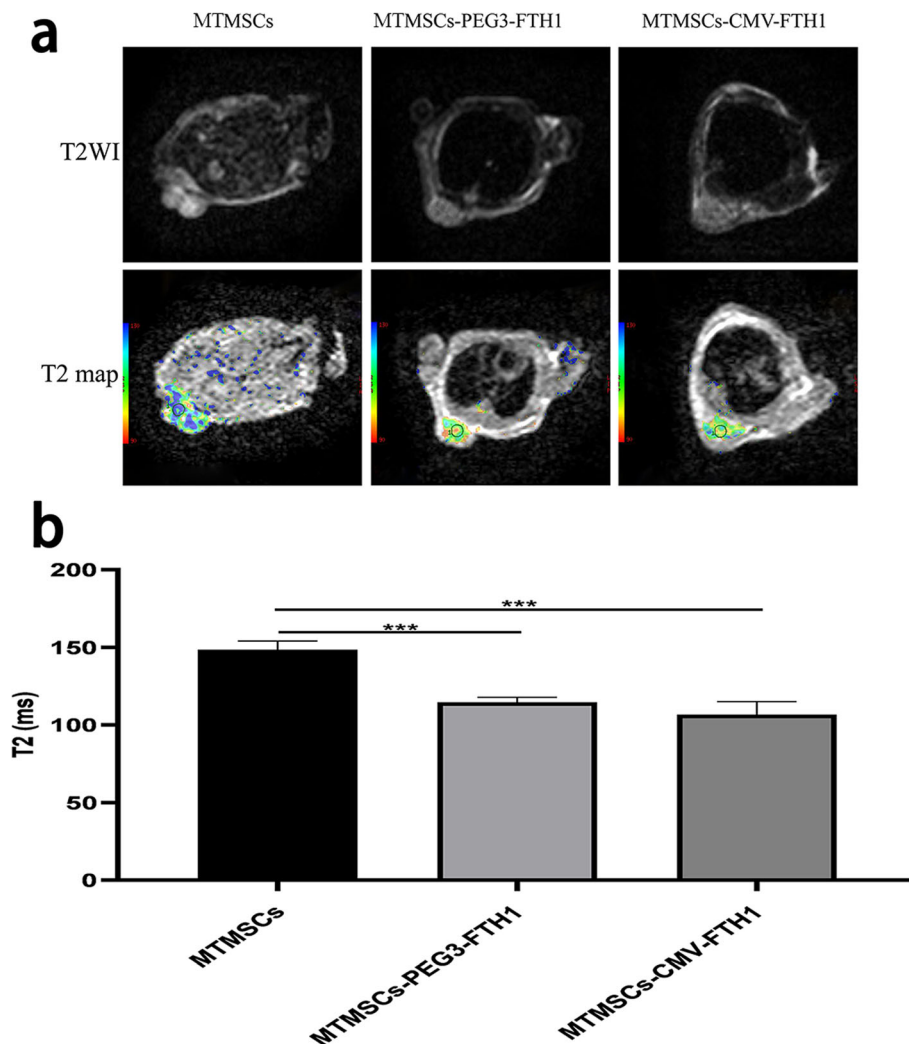 a
MTMSCs MTMSCs-PEG3-FTH1 MTMSCs-CMV-FTH1
T2WI
T2 map
b
200
150
100
50
0
T2 (ms)
***
***
MTMSCs
MTMSCs-PEG3-FTH1
MTMSCs-CMV-FTH1